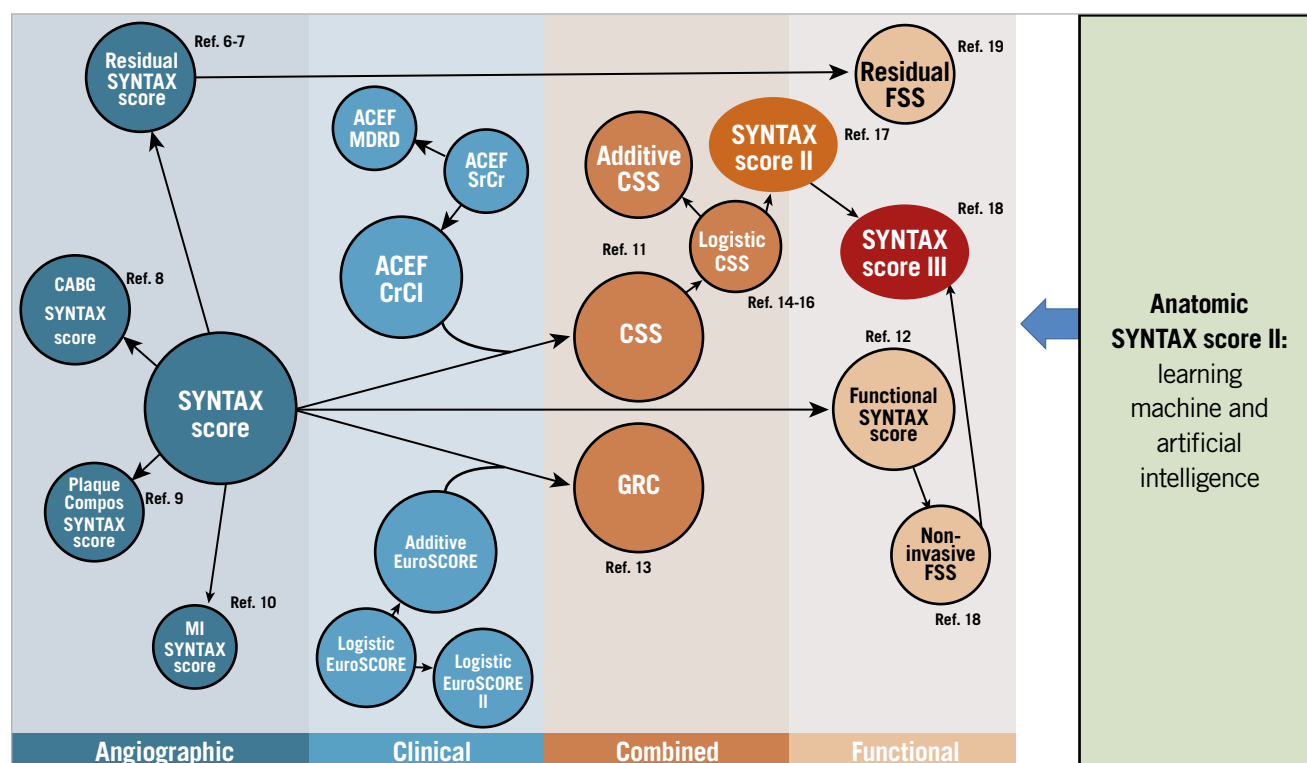 Ref. 6-7
Residual
SYNTAX
score
Ref. 19
Residual
FSS
ACEF
MDRD
ACEF
SrCr
SYNTAX
score II
Ref. 17
Additive
CSS
Ref. 18
SYNTAX
score III
Logistic
CSS
Ref. 11
Ref. 14-16
ACEF
CrCl
Ref. 8
CABG
SYNTAX
score
CSS
Ref. 12
Functional
SYNTAX
score
SYNTAX
score
Plaque
Compos
SYNTAX
score
Ref. 9
GRC
Ref. 13
Additive
EuroSCORE
Non-
invasive
FSS
Ref. 18
Ref. 10
MI
SYNTAX
score
Logistic
EuroSCORE
Logistic
EuroSCORE
II
Angiographic
Clinical
Combined
Functional
Anatomic
SYNTAX score II:
learning
machine and
artificial
intelligence